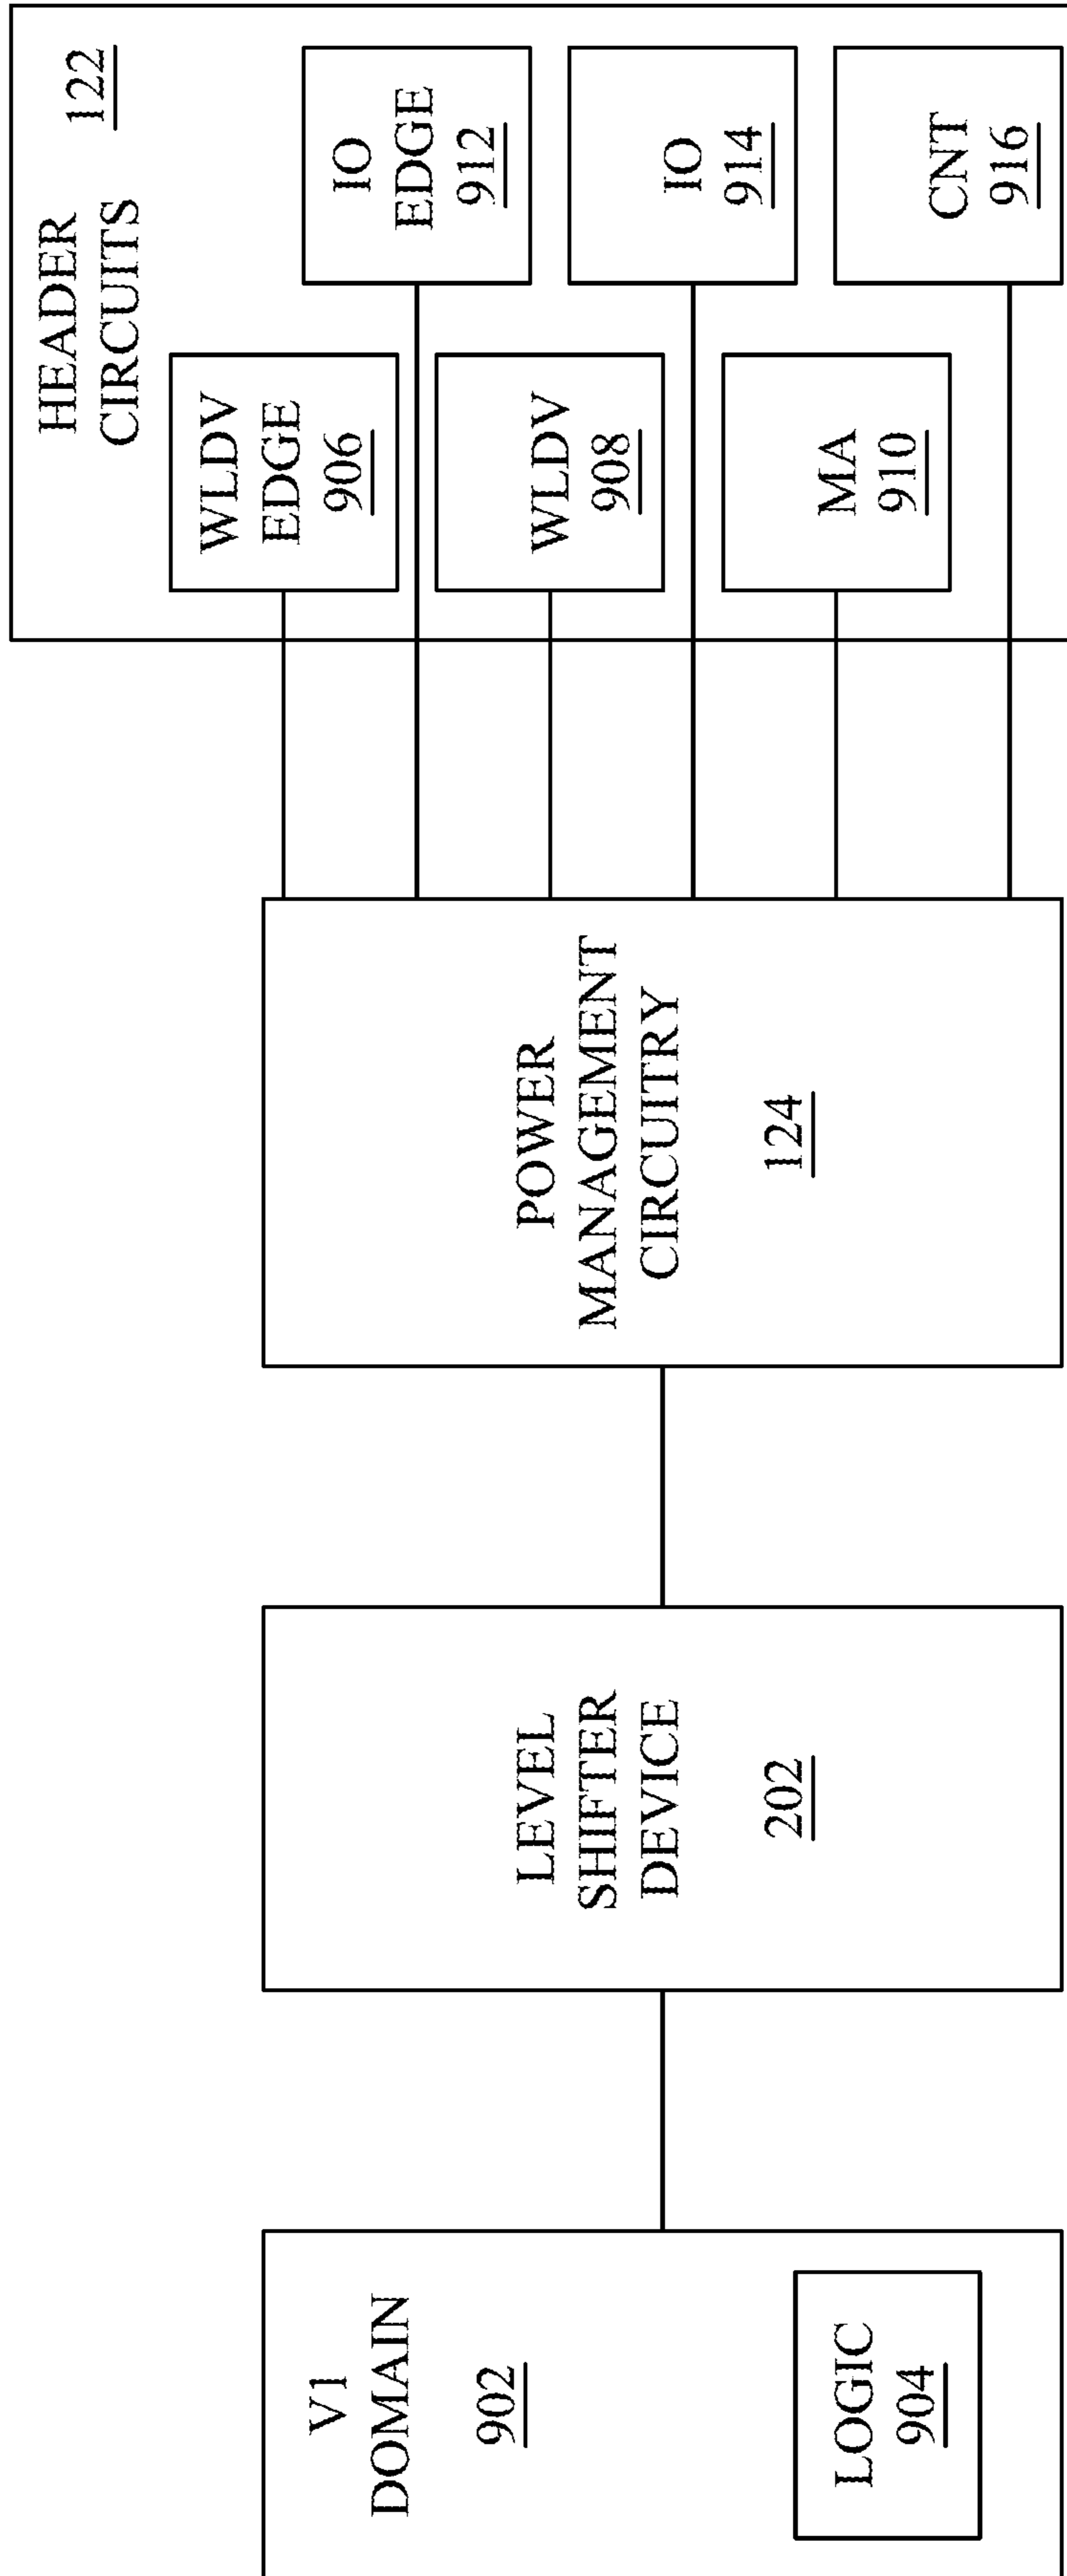 V1
DOMAIN
902
LOGIC
904
LEVEL
SHIFTER
DEVICE
202
POWER
MANAGEMENT
CIRCUITRY
124
HEADER
CIRCUITS
122
WLDV
EDGE
906
IO
EDGE
912
WLDV
908
IO
914
MA
910
CNT
916